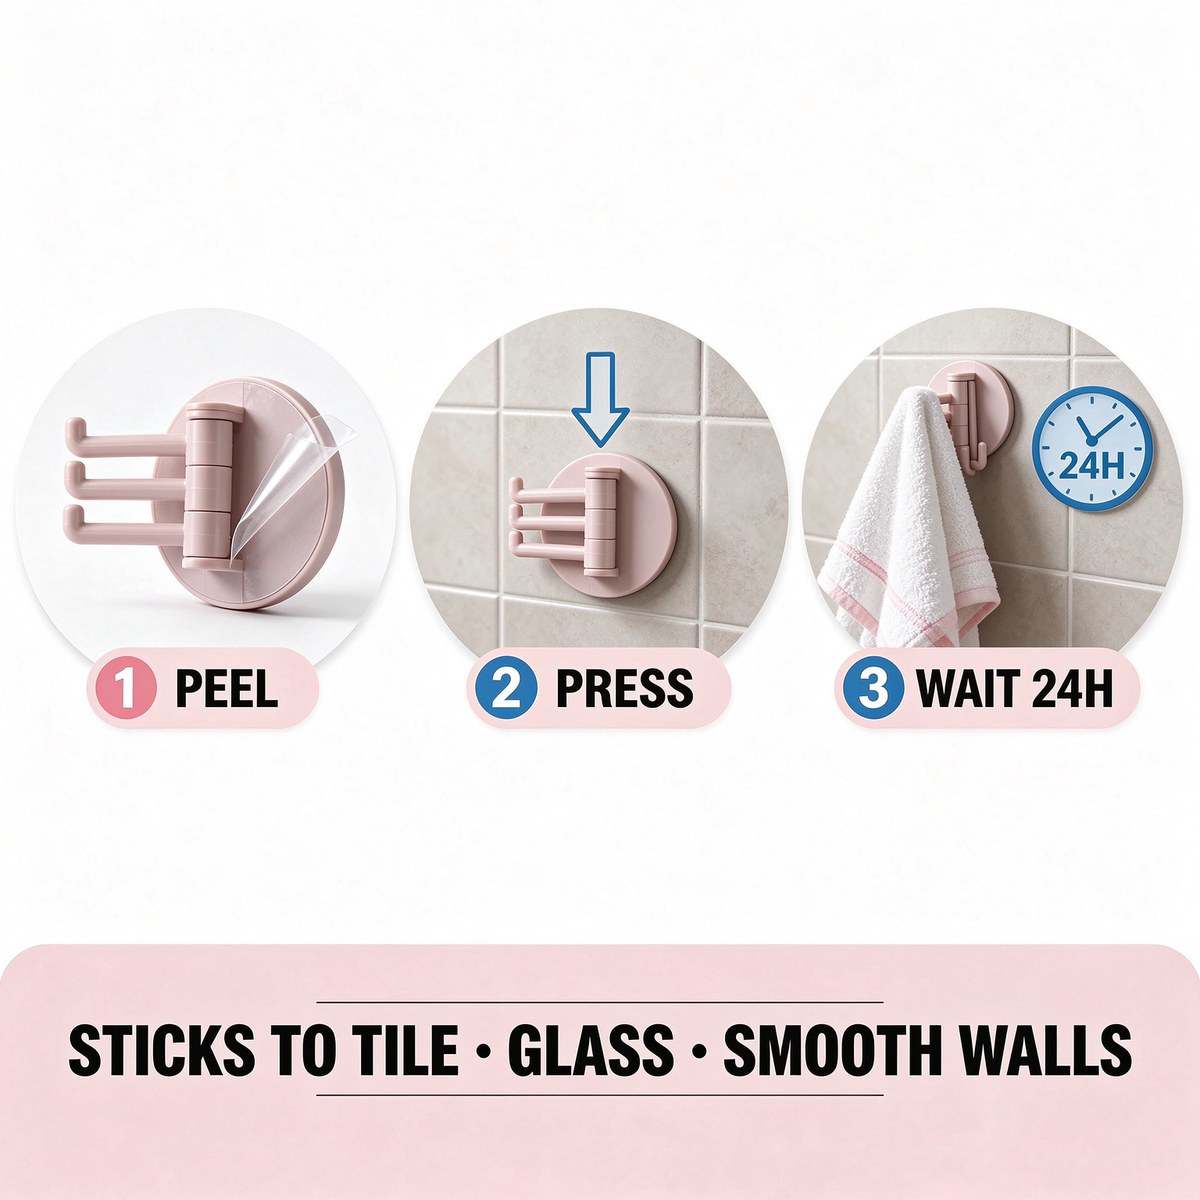 24H
1 PEEL
2 PRESS
3 WAIT 24H
STICKS TO TILE • GLASS • SMOOTH WALLS